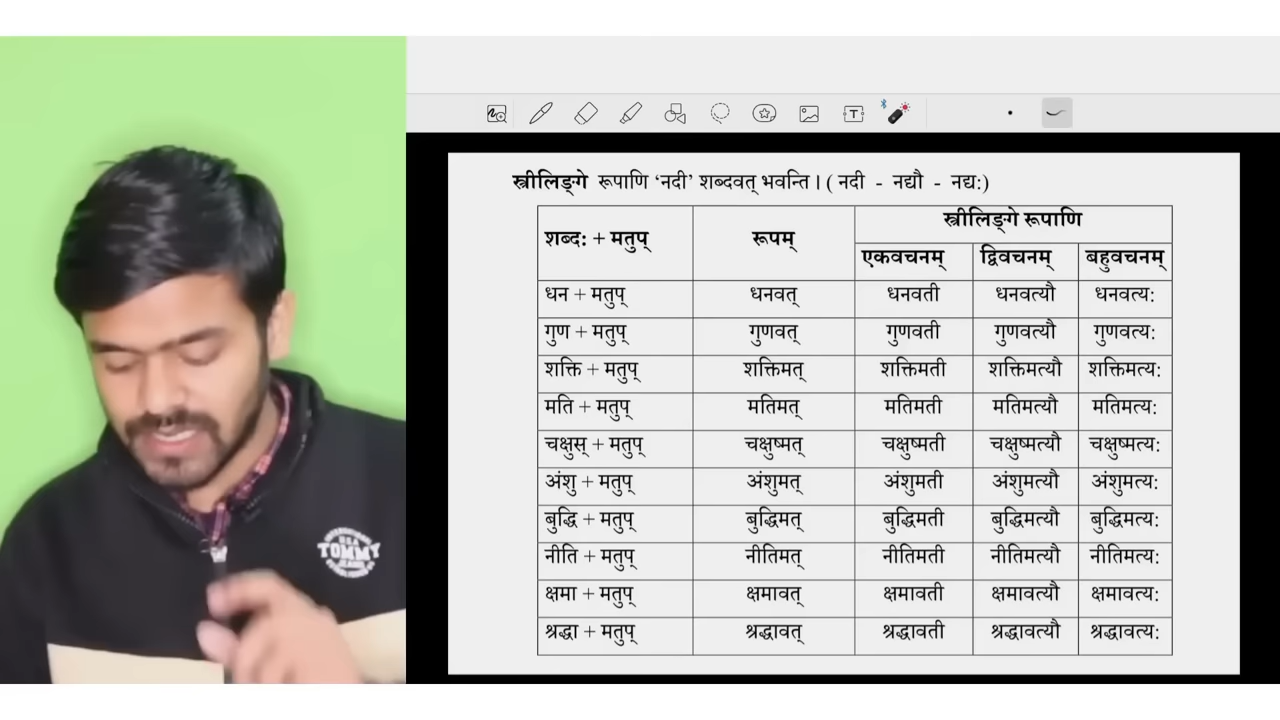 स्त्रीलिङ्गे रूपाणि ‘नदी’ शब्दवत् भवन्ति । ( नदी - नद्यौ - नद्य:)
शब्द: + मतुप् रूपम् स्त्रीलिङ्गे रूपाणि
एकवचनम् द्विवचनम् बहुवचनम्
धन + मतुप् धनवत् धनवती धनवत्यौ धनवत्य:
गुण + मतुप् गुणवत् गुणवती गुणवत्यौ गुणवत्य:
शक्ति + मतुप् शक्तिमत् शक्तिमती शक्तिमत्यौ शक्तिमत्य:
मति + मतुप् मतिमत् मतिमती मतिमत्यौ मतिमत्य:
चक्षुस् + मतुप् चक्षुष्मत् चक्षुष्मती चक्षुष्मत्यौ चक्षुष्मत्य:
अंशु + मतुप् अंशुमत् अंशुमती अंशुमत्यौ अंशुमत्य:
बुद्धि + मतुप् बुद्धिमत् बुद्धिमती बुद्धिमत्यौ बुद्धिमत्य:
नीति + मतुप् नीतिमत् नीतिमती नीतिमत्यौ नीतिमत्य:
क्षमा + मतुप् क्षमावत् क्षमावती क्षमावत्यौ क्षमावत्य:
श्रद्धा + मतुप् श्रद्धावत् श्रद्धावती श्रद्धावत्यौ श्रद्धावत्य:
TOMMY